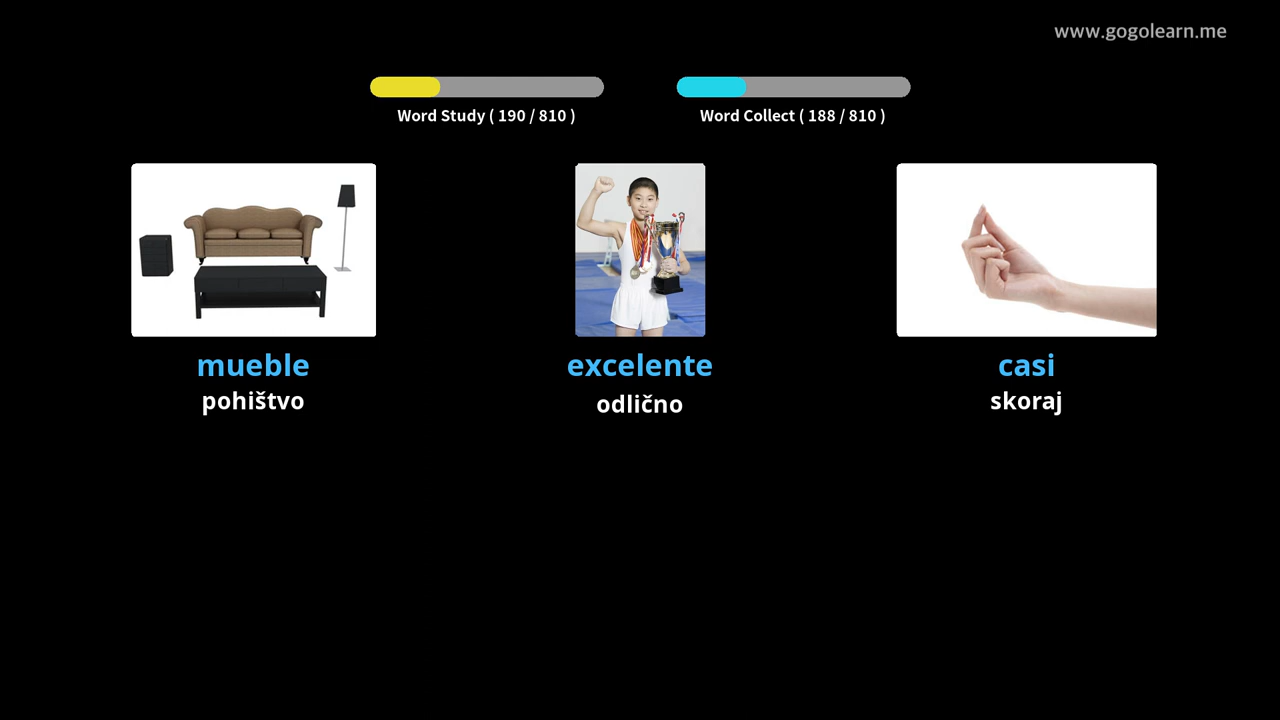 www.gogolearn.me
Word Study ( 190 / 810 )
Word Collect ( 188 / 810 )
mueble
pohištvo
excelente
odlično
casi
skoraj